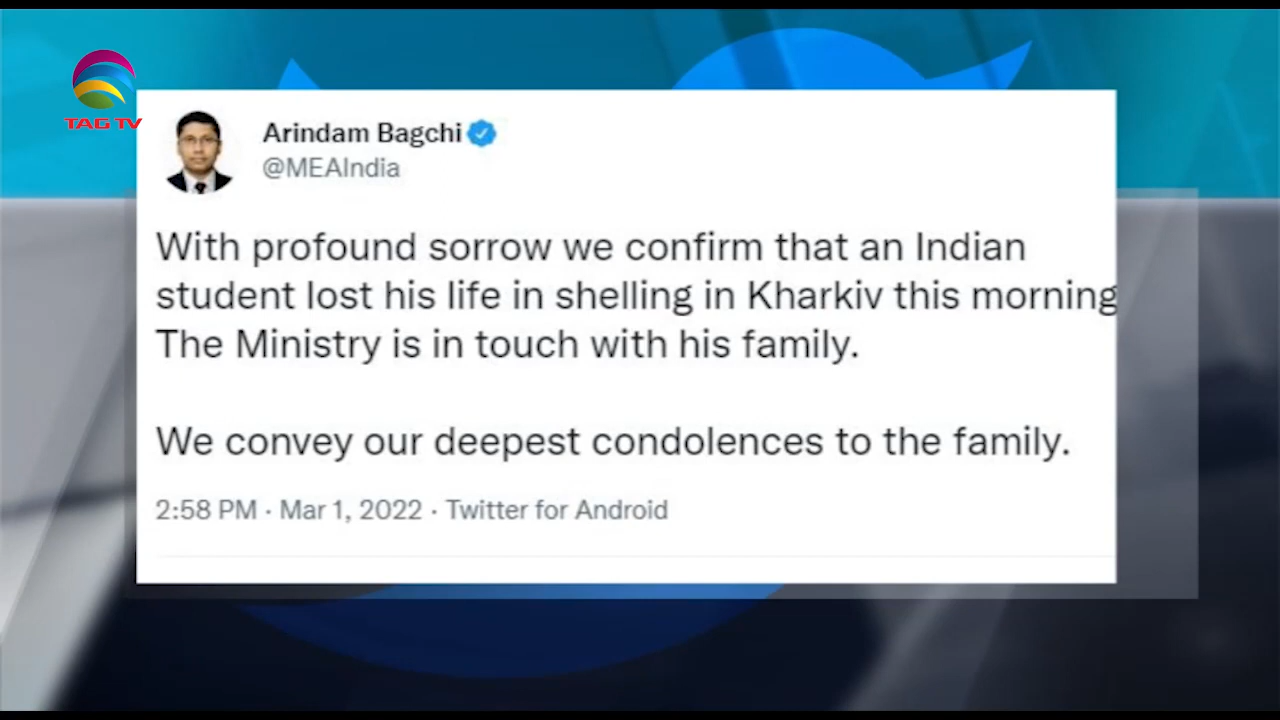 TAG TV
Arindam Bagchi
@MEAIndia
With profound sorrow we confirm that an Indian
student lost his life in shelling in Kharkiv this morning
The Ministry is in touch with his family.
We convey our deepest condolences to the family.
2:58 PM · Mar 1, 2022 · Twitter for Android